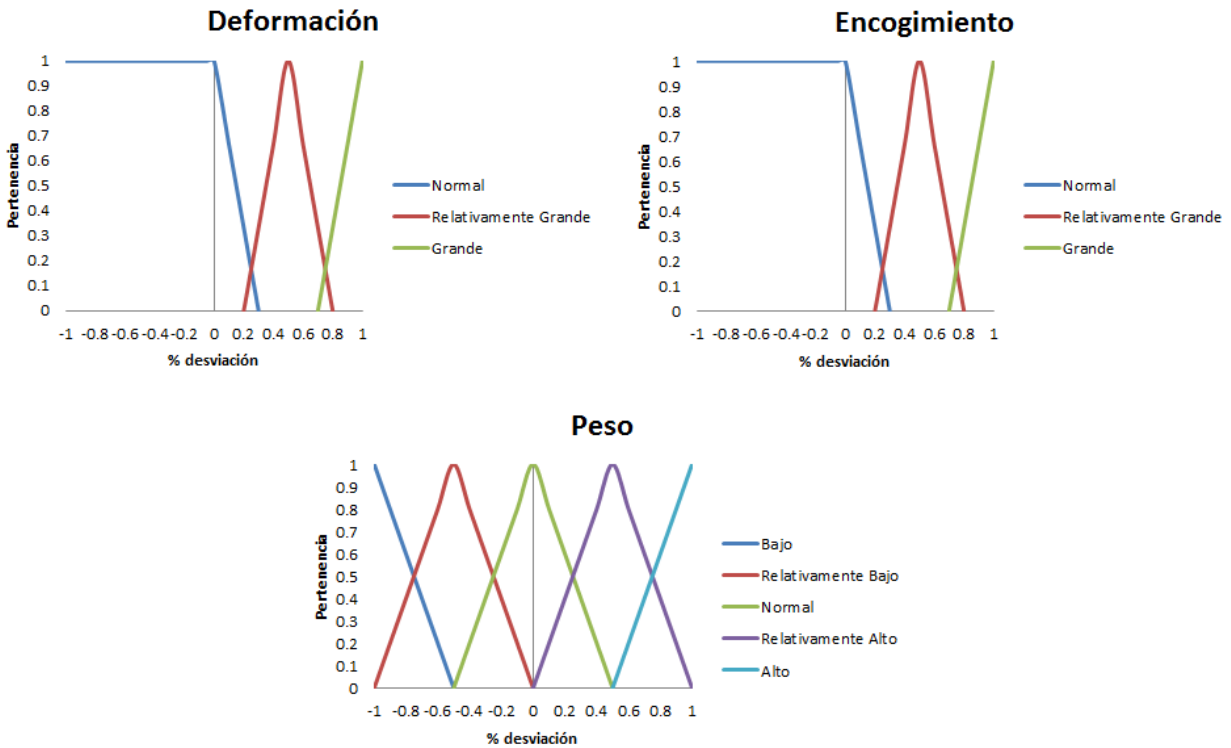 Deformación
1
0.9
0.8
0.7
0.6
0.5
0.4
0.3
0.2
0.1
0
Pertenencia
-1 -0.8 -0.6 -0.4 -0.2 0 0.2 0.4 0.6 0.8 1
% desviación
Normal
Relativamente Grande
Grande
Encogimiento
1
0.9
0.8
0.7
0.6
0.5
0.4
0.3
0.2
0.1
0
Pertenencia
-1 -0.8 -0.6 -0.4 -0.2 0 0.2 0.4 0.6 0.8 1
% desviación
Normal
Relativamente Grande
Grande
Peso
1
0.9
0.8
0.7
0.6
0.5
0.4
0.3
0.2
0.1
0
Pertenencia
-1 -0.8 -0.6 -0.4 -0.2 0 0.2 0.4 0.6 0.8 1
% desviación
Bajo
Relativamente Bajo
Normal
Relativamente Alto
Alto